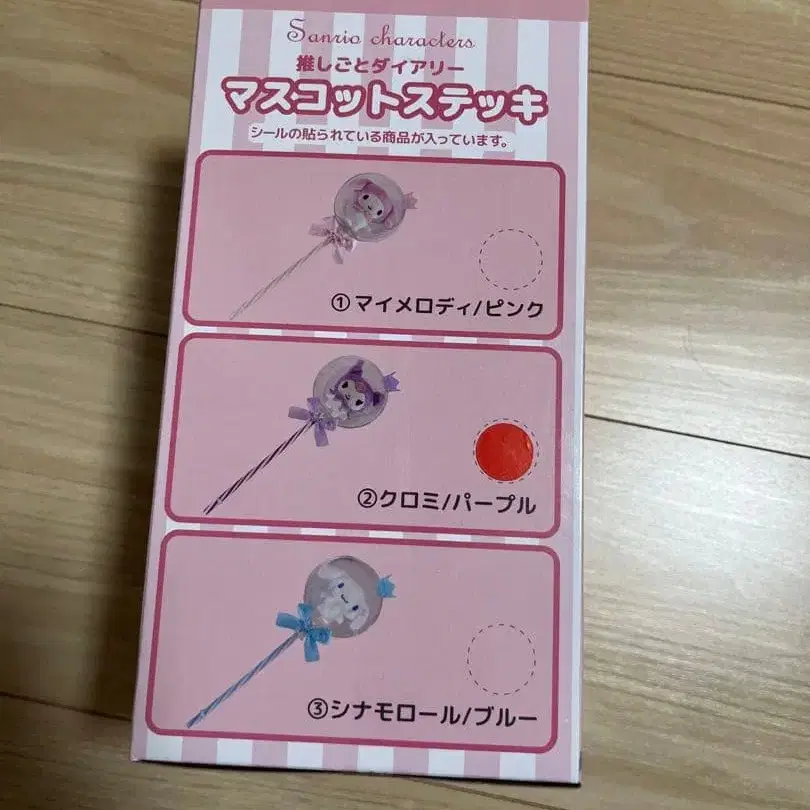 Sanrio characters
推しごとダイアリー
マスコットステッキ
シールの貼られている商品が入っています。
①マイメロディ/ピンク
②クロミ/パープル
③シナモロール/ブルー